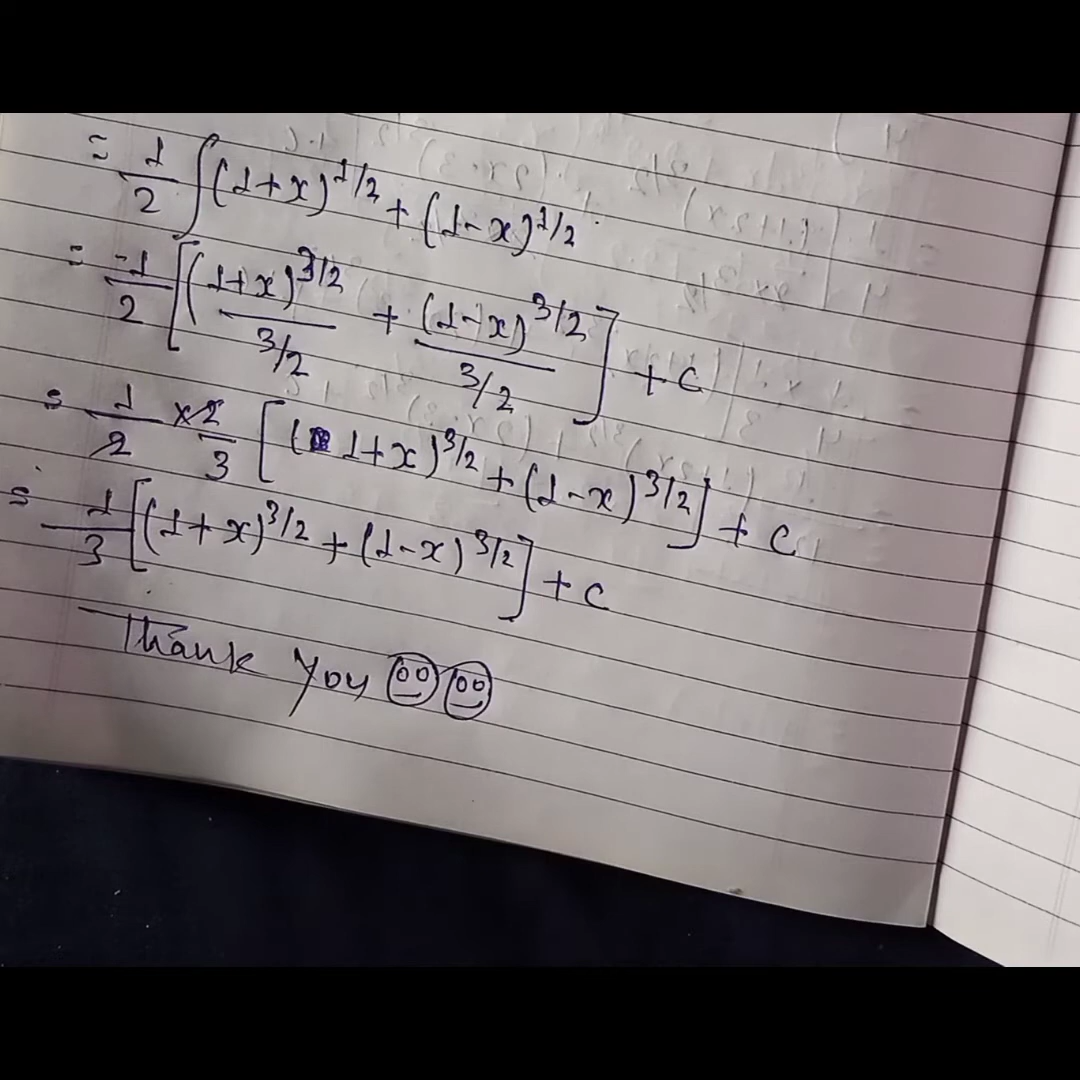 = 1/2 ∫(1+x)^1/2 + (1-x)^1/2
= -1/2 [(1+x)^3/2 / 3/2 + (1-x)^3/2 / 3/2] + c
= 1/2 × 2/3 [(1+x)^3/2 + (1-x)^3/2] + c
= 1/3 [(1+x)^3/2 + (1-x)^3/2] + c
Thank You